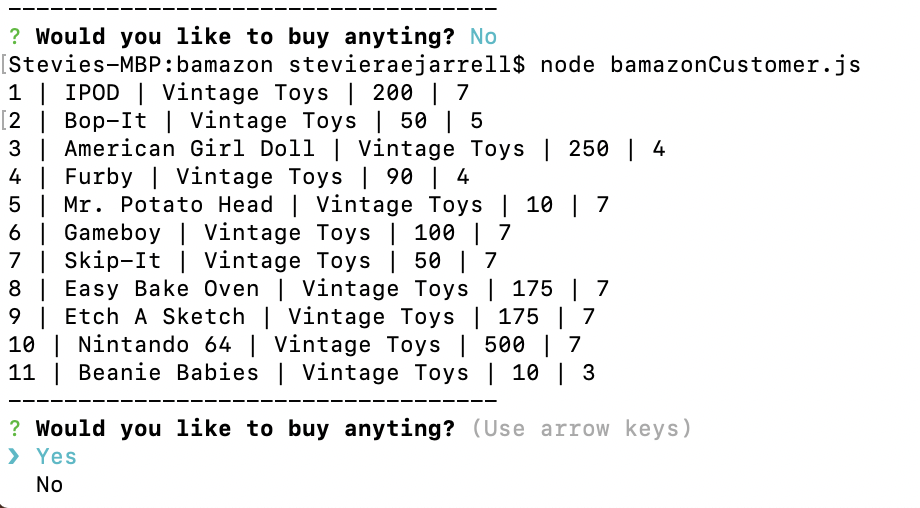 ---------------------------------------
? Would you like to buy anyting? No
[Stevies-MBP:bamazon stevieraejarrell$ node bamazonCustomer.js
1 | IPOD | Vintage Toys | 200 | 7
[2 | Bop-It | Vintage Toys | 50 | 5
3 | American Girl Doll | Vintage Toys | 250 | 4
4 | Furby | Vintage Toys | 90 | 4
5 | Mr. Potato Head | Vintage Toys | 10 | 7
6 | Gameboy | Vintage Toys | 100 | 7
7 | Skip-It | Vintage Toys | 50 | 7
8 | Easy Bake Oven | Vintage Toys | 175 | 7
9 | Etch A Sketch | Vintage Toys | 175 | 7
10 | Nintando 64 | Vintage Toys | 500 | 7
11 | Beanie Babies | Vintage Toys | 10 | 3
-----------------------------------
? Would you like to buy anyting? (Use arrow keys)
❯ Yes
  No